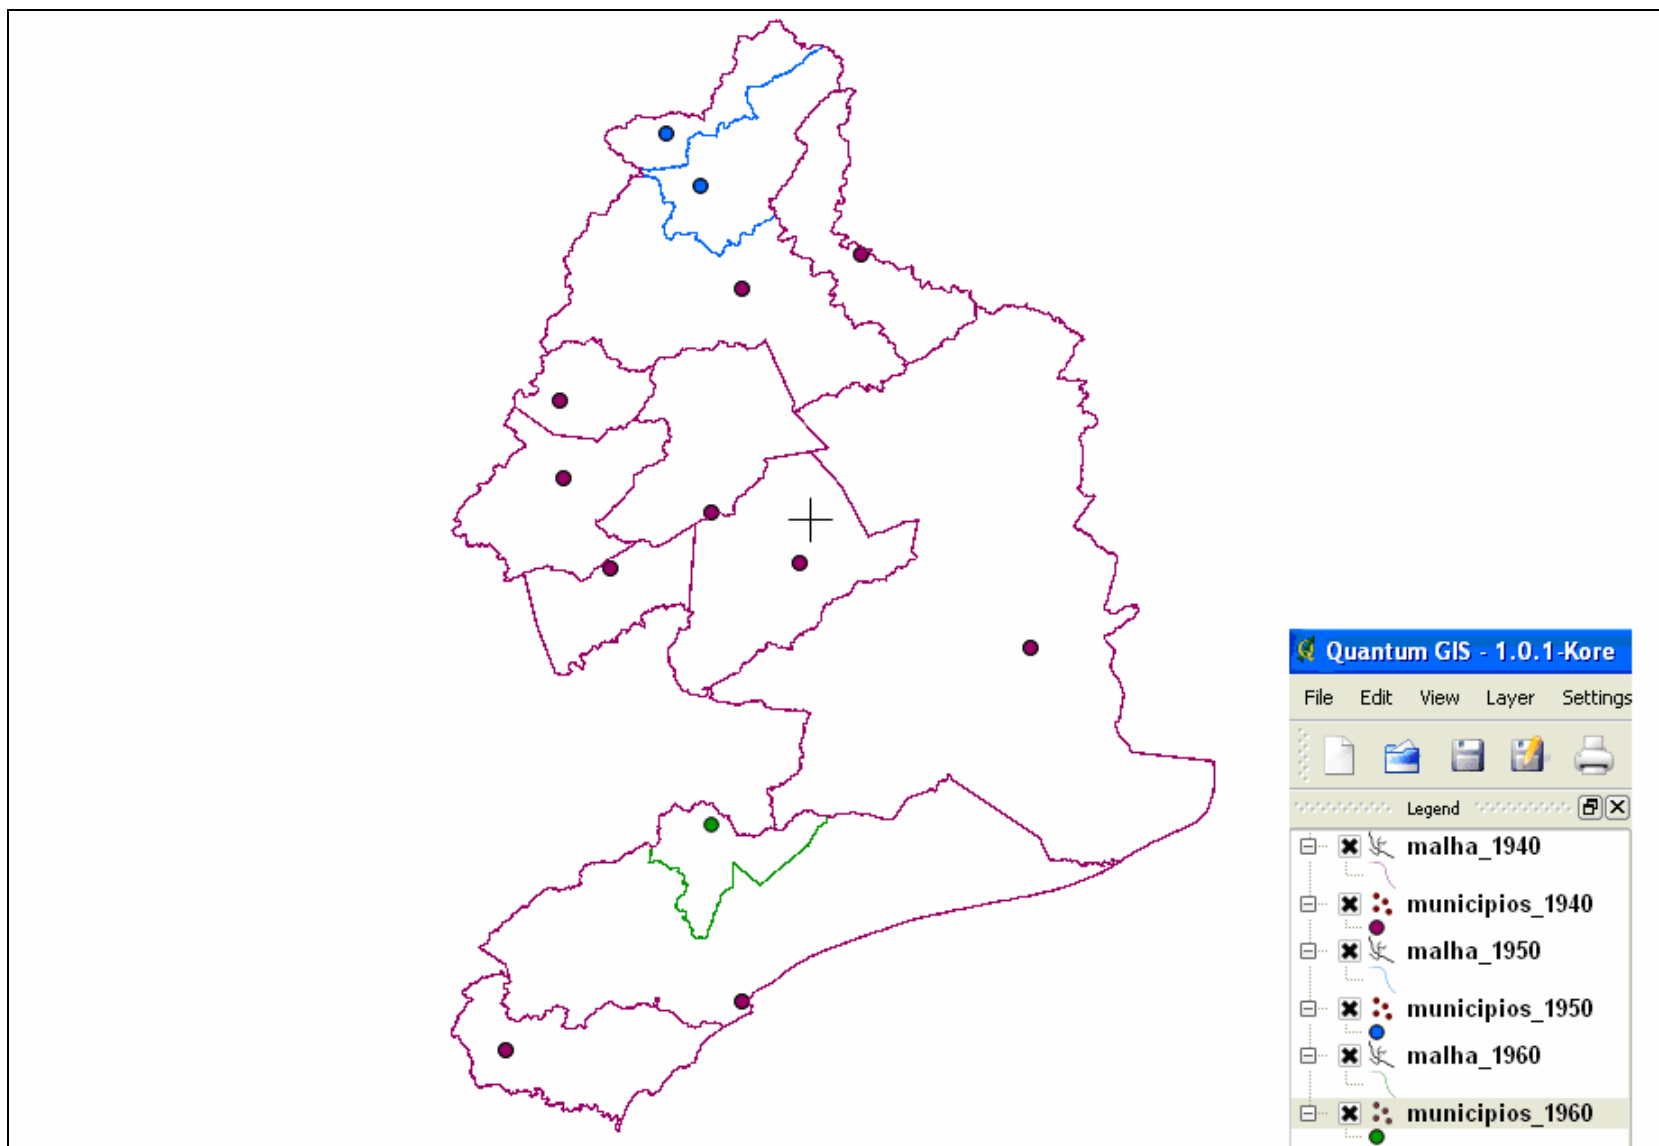 Quantum GIS - 1.0.1-Kore
File Edit View Layer Settings
Legend
malha_1940
municipios_1940
malha_1950
municipios_1950
malha_1960
municipios_1960